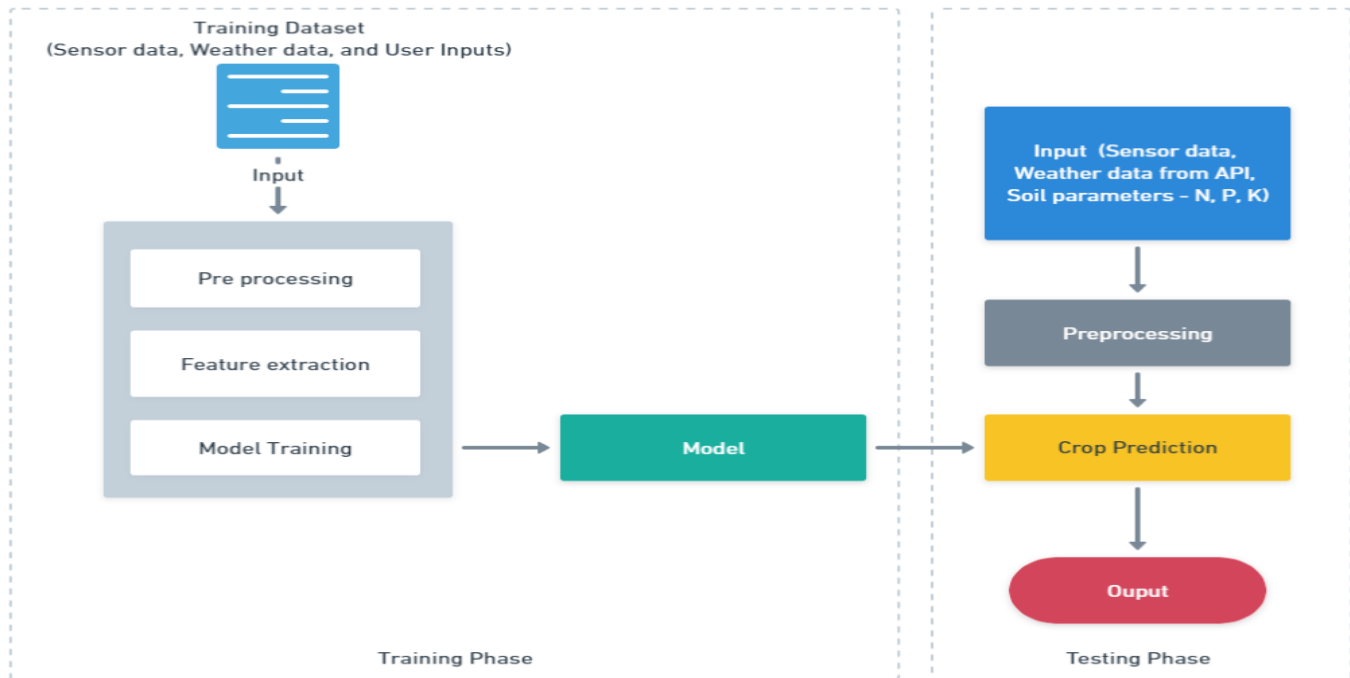 Training Dataset
(Sensor data, Weather data, and User Inputs)
Input
Pre processing
Feature extraction
Model Training
Model
Training Phase
Input (Sensor data,
Weather data from API,
Soil parameters - N, P, K)
Preprocessing
Crop Prediction
Ouput
Testing Phase